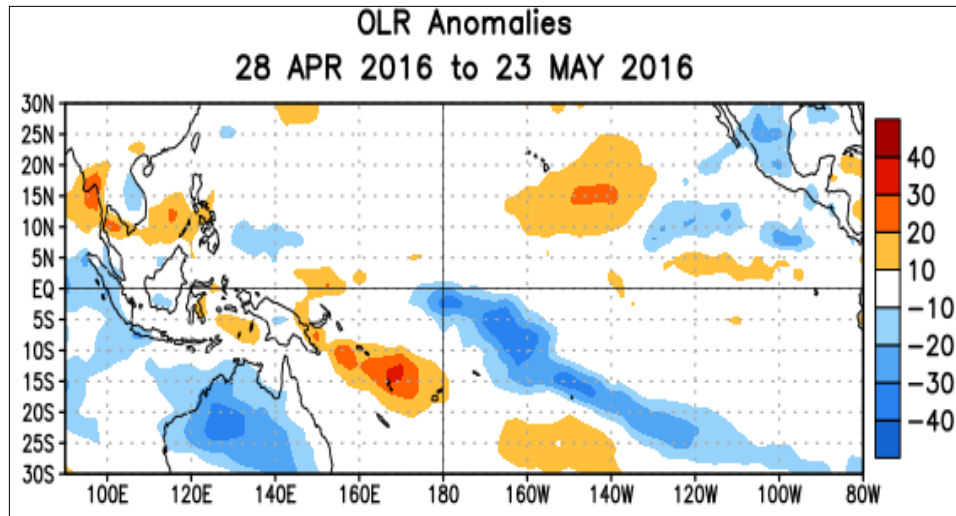 OLR Anomalies
28 APR 2016 to 23 MAY 2016
30N
25N
20N
15N
10N
5N
EQ
5S
10S
15S
20S
25S
30S
100E 120E 140E 160E 180 160W 140W 120W 100W 80W
40
30
20
10
-10
-20
-30
-40